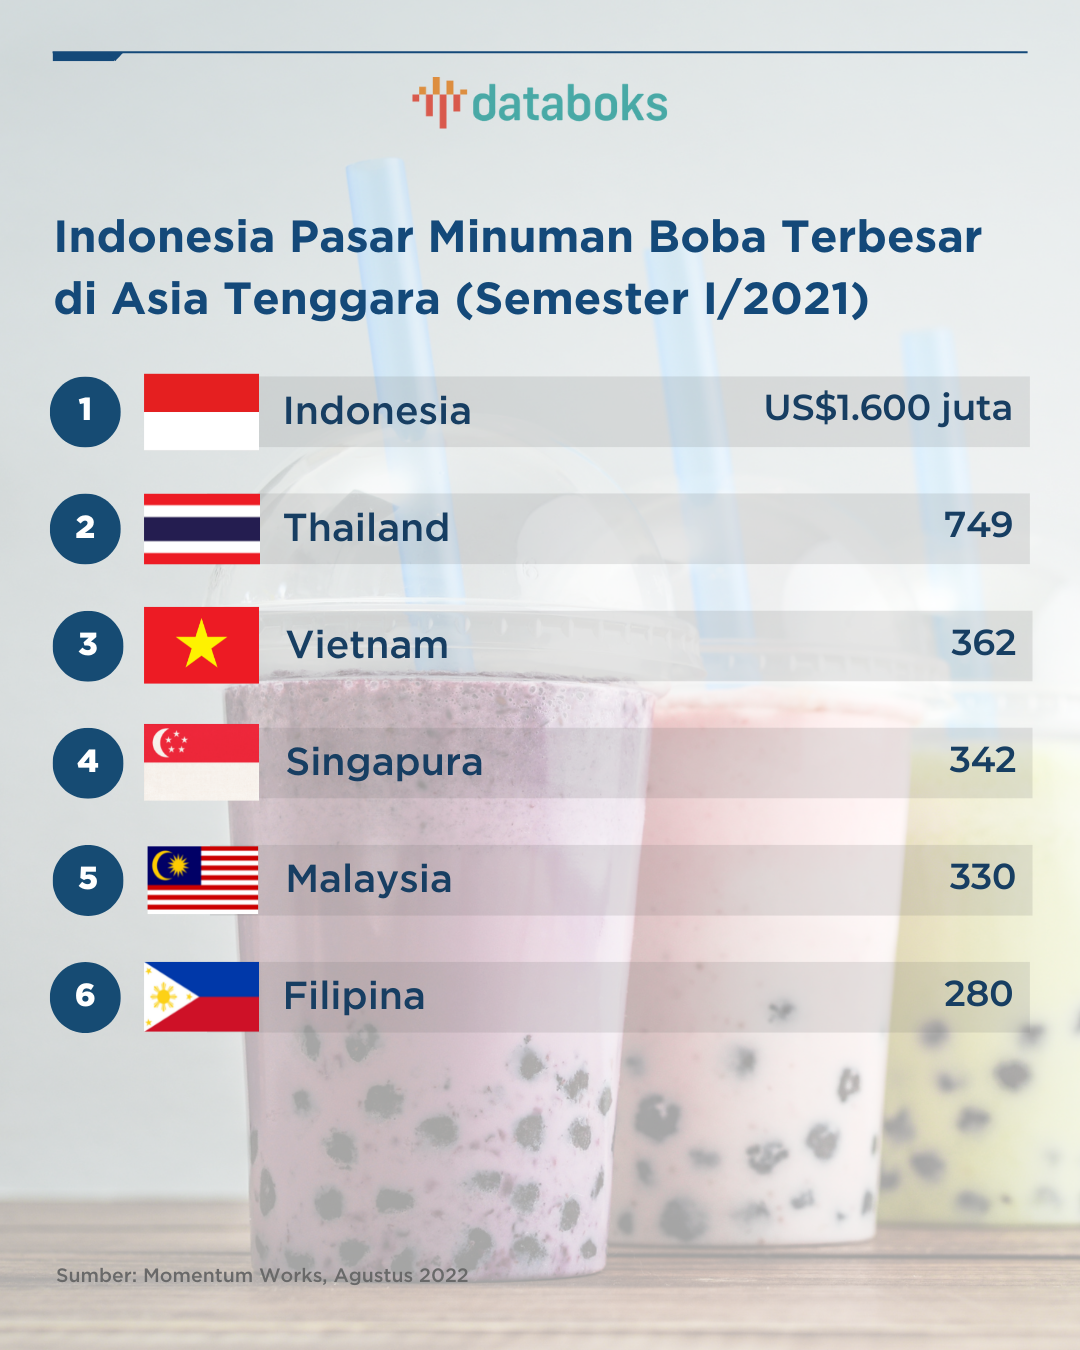 databoks
Indonesia Pasar Minuman Boba Terbesar
di Asia Tenggara (Semester I/2021)
1 Indonesia US$1.600 juta
2 Thailand 749
3 Vietnam 362
4 Singapura 342
5 Malaysia 330
6 Filipina 280
Sumber: Momentum Works, Agustus 2022